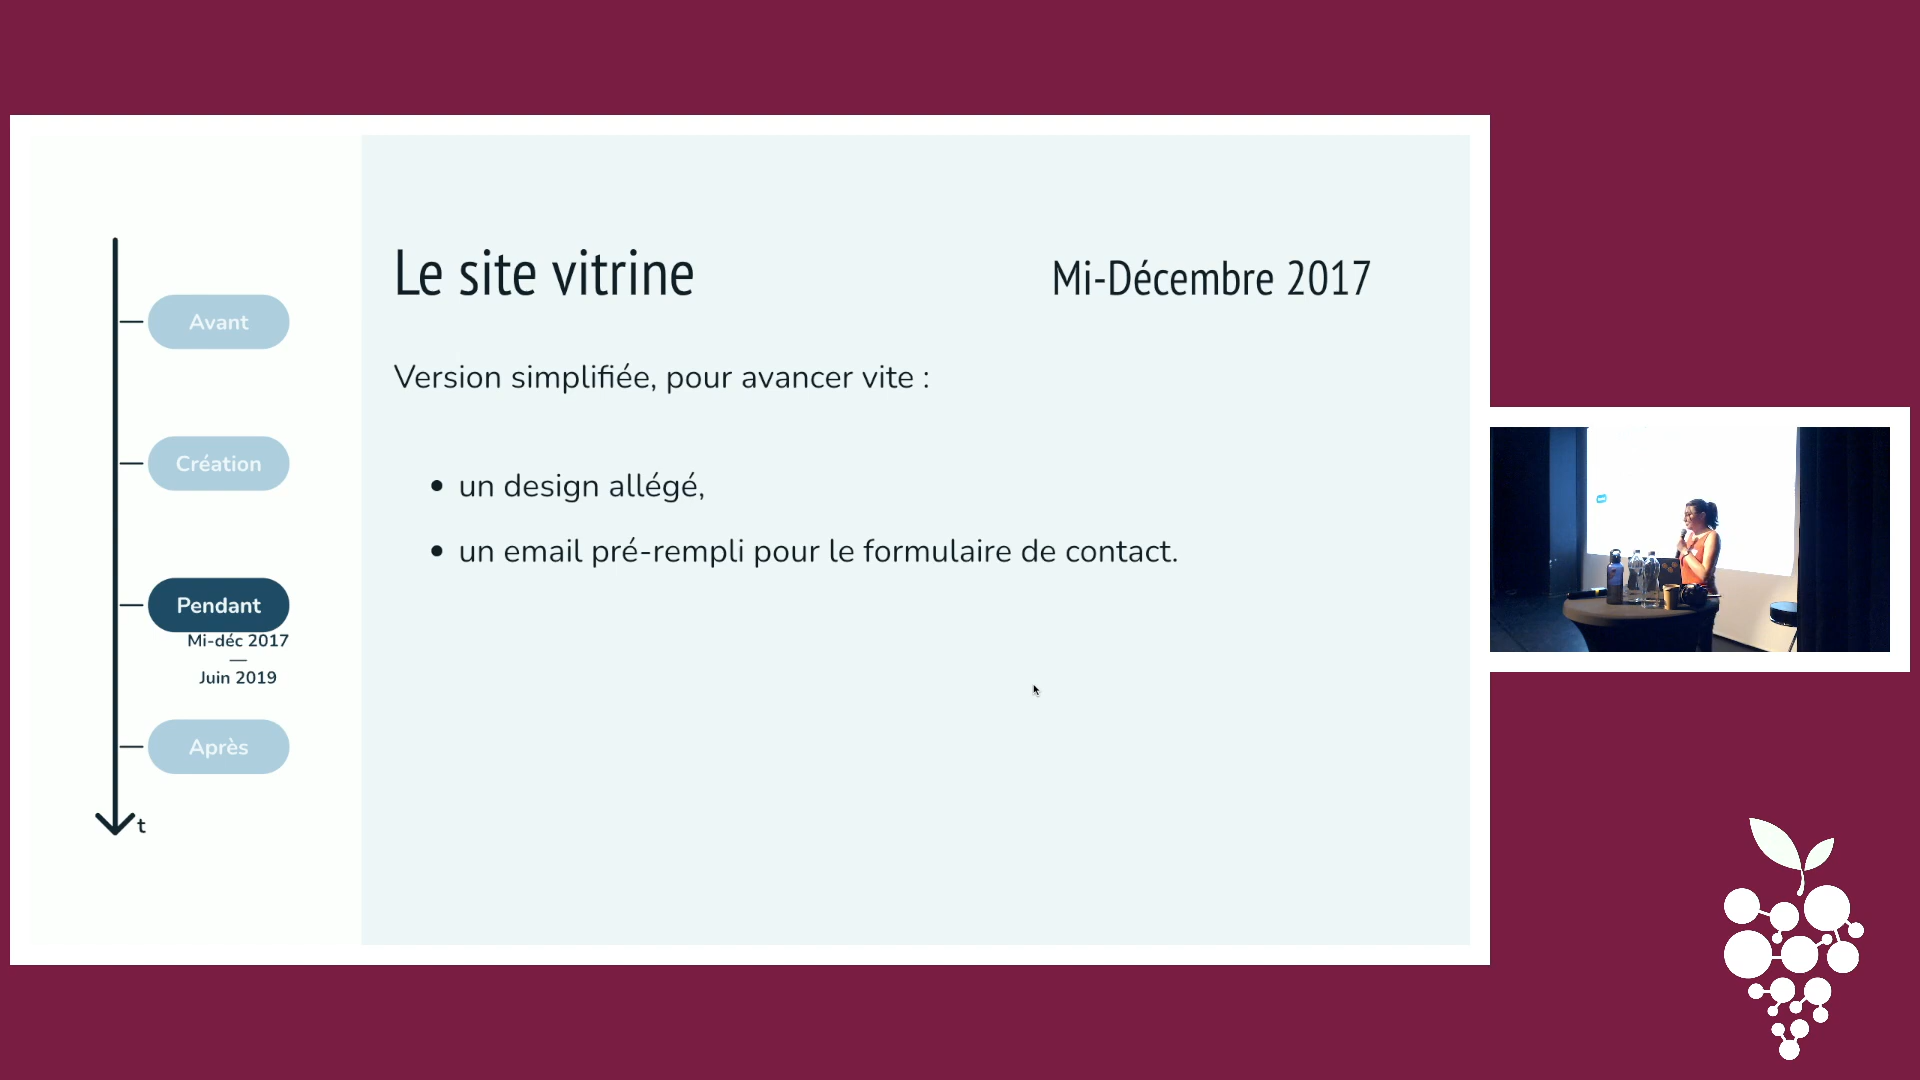 Avant
Création
Pendant
Mi-déc 2017
—
Juin 2019
Après
t
Le site vitrine
Mi-Décembre 2017
Version simplifiée, pour avancer vite :
• un design allégé,
• un email pré-rempli pour le formulaire de contact.